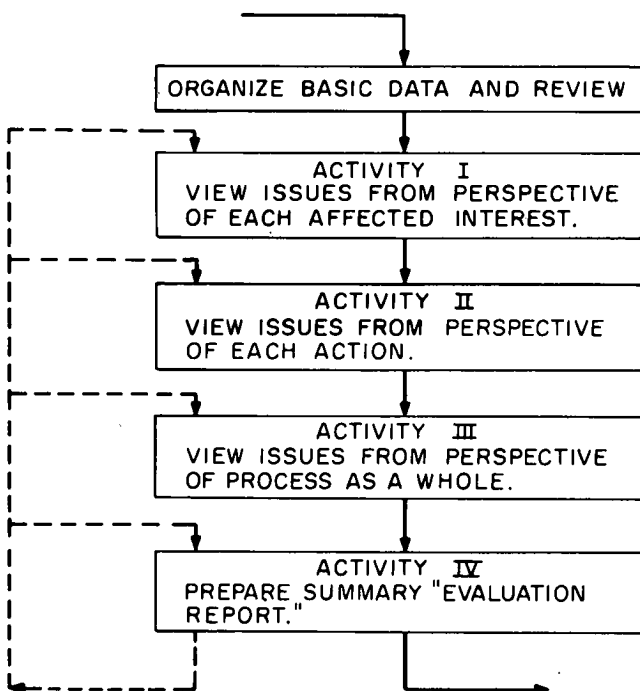 ORGANIZE BASIC DATA AND REVIEW
ACTIVITY I
VIEW ISSUES FROM PERSPECTIVE
OF EACH AFFECTED INTEREST.
ACTIVITY II
VIEW ISSUES FROM PERSPECTIVE
OF EACH ACTION.
ACTIVITY III
VIEW ISSUES FROM PERSPECTIVE
OF PROCESS AS A WHOLE.
ACTIVITY IV
PREPARE SUMMARY "EVALUATION
REPORT."